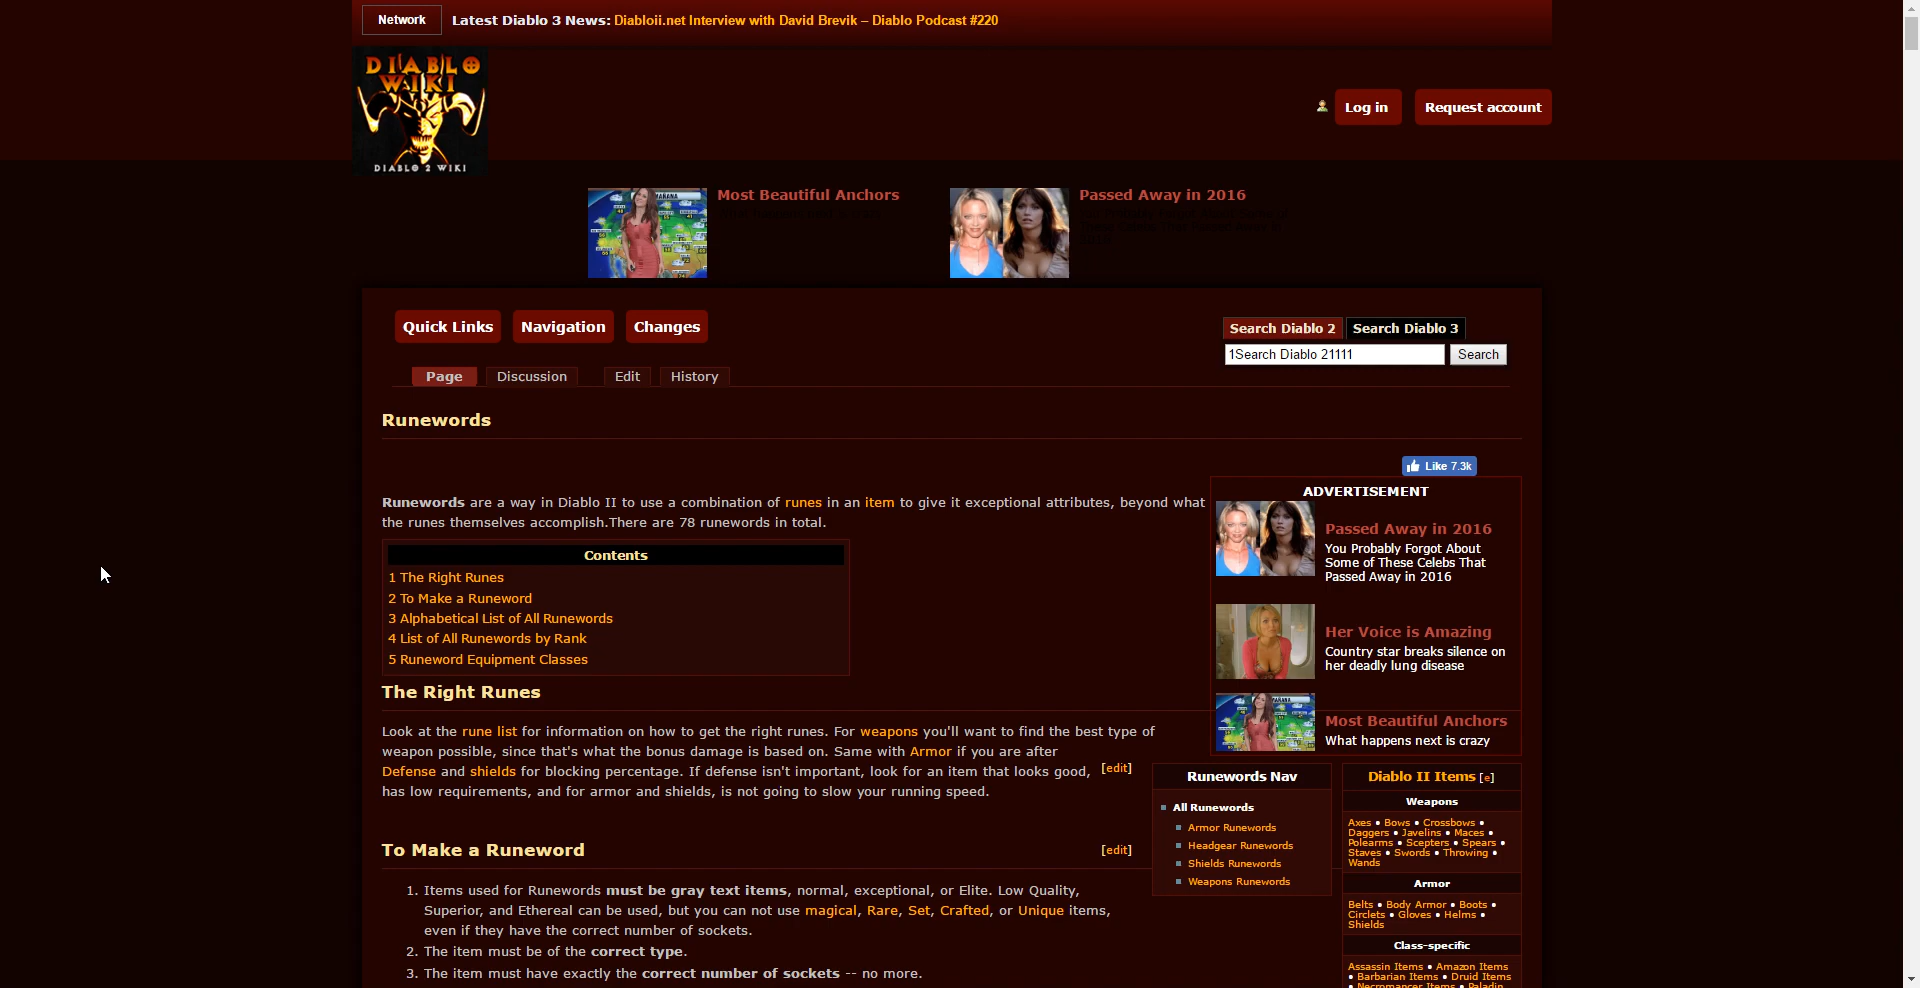 Network
Latest Diablo 3 News: Diabloii.net Interview with David Brevik – Diablo Podcast #220
DIABLO
WIKI
DIABLO 2 WIKI
Log in
Request account
MAÑANA
Most Beautiful Anchors
Passed Away in 2016
Quick Links
Navigation
Changes
Search Diablo 2
Search Diablo 3
1Search Diablo 21111
Search
Page
Discussion
Edit
History
Runewords
Like 7.3k
Runewords are a way in Diablo II to use a combination of runes in an item to give it exceptional attributes, beyond what
the runes themselves accomplish.There are 78 runewords in total.
Contents
1 The Right Runes
2 To Make a Runeword
3 Alphabetical List of All Runewords
4 List of All Runewords by Rank
5 Runeword Equipment Classes
ADVERTISEMENT
Passed Away in 2016
You Probably Forgot About
Some of These Celebs That
Passed Away in 2016
Her Voice is Amazing
Country star breaks silence on
her deadly lung disease
Most Beautiful Anchors
What happens next is crazy
The Right Runes
Look at the rune list for information on how to get the right runes. For weapons you'll want to find the best type of
weapon possible, since that's what the bonus damage is based on. Same with Armor if you are after
Defense and shields for blocking percentage. If defense isn't important, look for an item that looks good,
has low requirements, and for armor and shields, is not going to slow your running speed.
[edit]
To Make a Runeword
[edit]
1. Items used for Runewords must be gray text items, normal, exceptional, or Elite. Low Quality,
Superior, and Ethereal can be used, but you can not use magical, Rare, Set, Crafted, or Unique items,
even if they have the correct number of sockets.
2. The item must be of the correct type.
3. The item must have exactly the correct number of sockets -- no more.
Runewords Nav
All Runewords
Armor Runewords
Headgear Runewords
Shields Runewords
Weapons Runewords
Diablo II Items [e]
Weapons
Axes • Bows • Crossbows •
Daggers • Javelins • Maces •
Polearms • Scepters • Spears •
Staves • Swords • Throwing •
Wands
Armor
Belts • Body Armor • Boots •
Circlets • Gloves • Helms •
Shields
Class-specific
Assassin Items • Amazon Items
• Barbarian Items • Druid Items
• Necromancer Items • Paladin